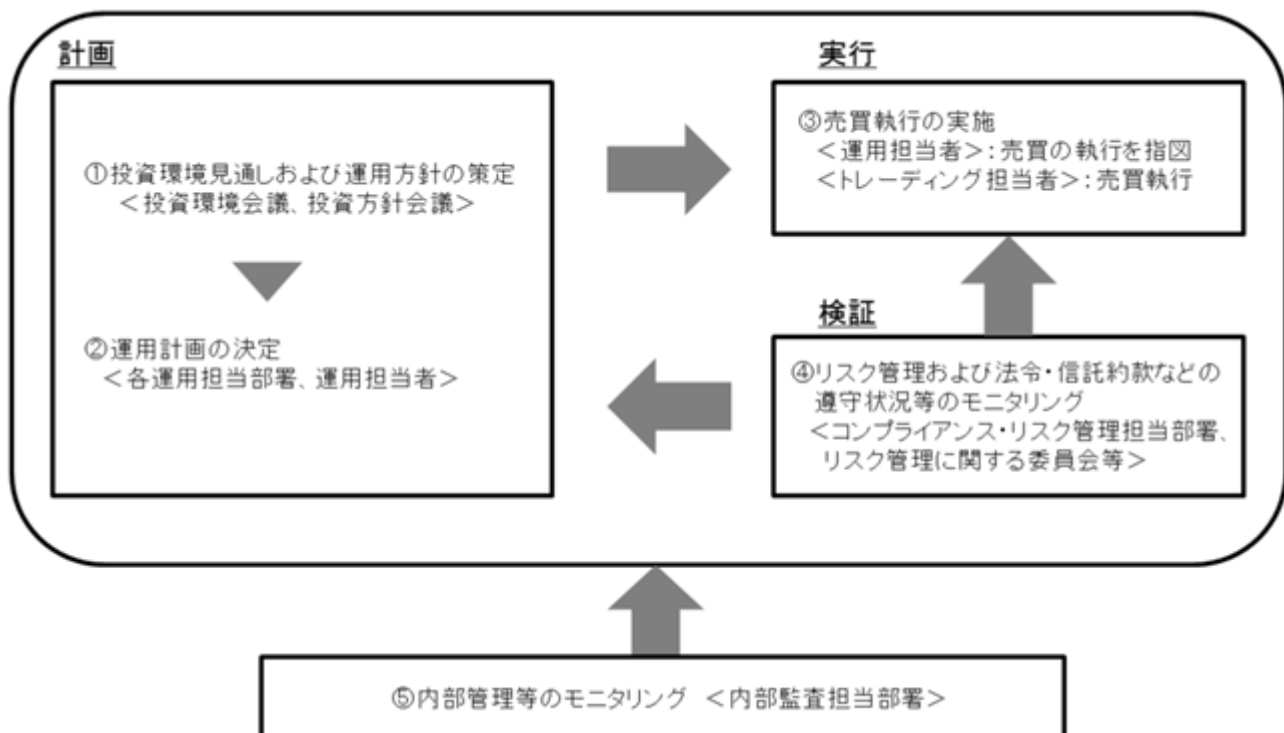 計画
①投資環境見通しおよび運用方針の策定
＜投資環境会議、投資方針会議＞
②運用計画の決定
＜各運用担当部署、運用担当者＞
実行
③売買執行の実施
＜運用担当者＞：売買の執行を指図
＜トレーディング担当者＞：売買執行
検証
④リスク管理および法令・信託約款などの
遵守状況等のモニタリング
＜コンプライアンス・リスク管理担当部署、
リスク管理に関する委員会等＞
⑤内部管理等のモニタリング ＜内部監査担当部署＞